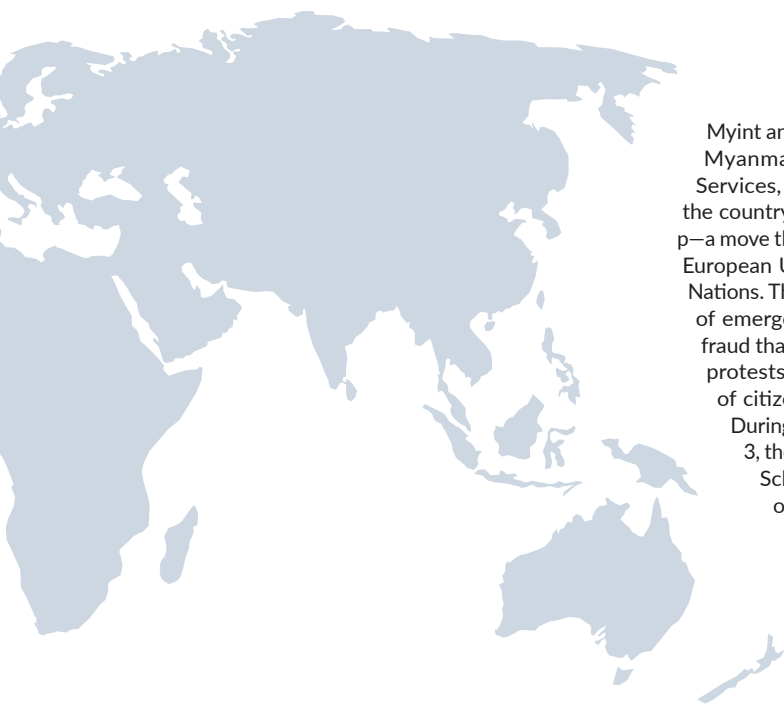 Myint an
Myanma
Services,
the country
p—a move th
European U
Nations. Th
of emerge
fraud tha
protests
of citize
During
3, the
Sch
o